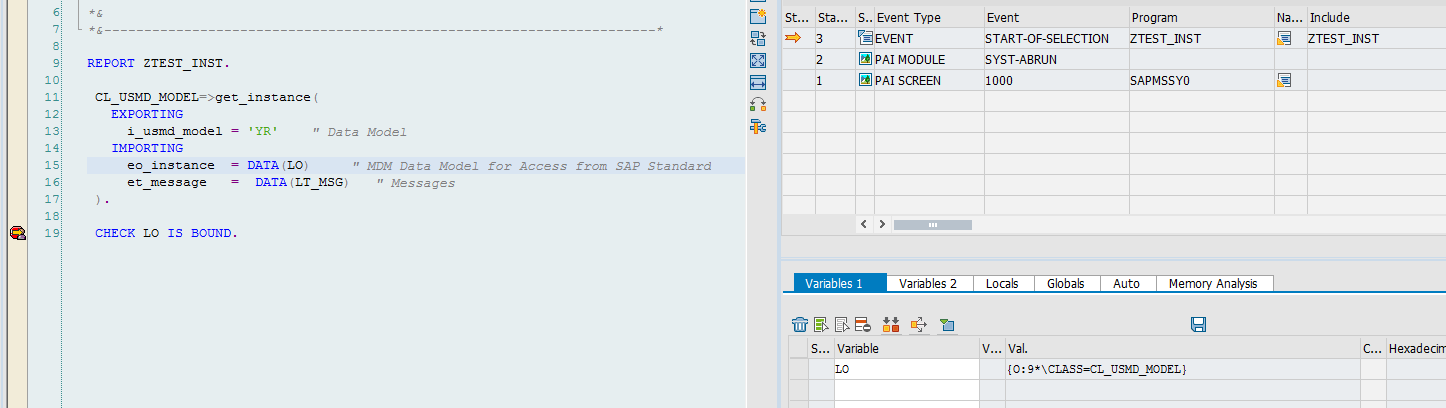 6 *&
7 *&---------------------------------------------------------------------*
8
9 REPORT ZTEST_INST.
10
11 CL_USMD_MODEL=>get_instance(
12 EXPORTING
13 i_usmd_model = 'YR' " Data Model
14 IMPORTING
15 eo_instance = DATA(LO) " MDM Data Model for Access from SAP Standard
16 et_message = DATA(LT_MSG) " Messages
17 ).
18
19 CHECK LO IS BOUND.
St... Sta... S.. Event Type Event Program Na... Include
3 EVENT START-OF-SELECTION ZTEST_INST ZTEST_INST
2 PAI MODULE SYST-ABRUN
1 PAI SCREEN 1000 SAPMSSY0
Variables 1 Variables 2 Locals Globals Auto Memory Analysis
S... Variable V... Val. C... Hexadecim
LO {O:9*\CLASS=CL_USMD_MODEL}